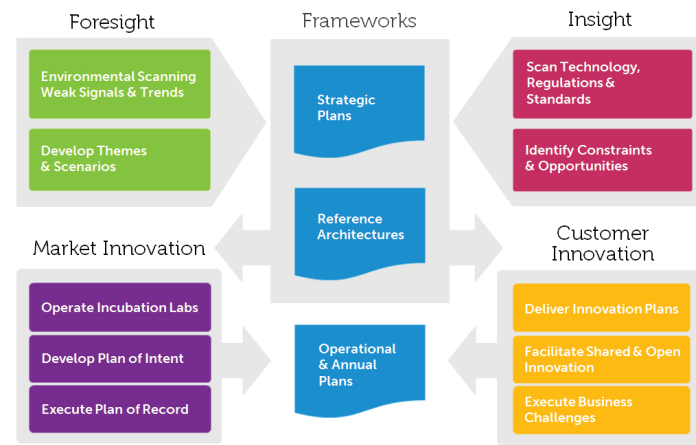 Foresight
Environmental Scanning
Weak Signals & Trends
Develop Themes
& Scenarios
Frameworks
Strategic
Plans
Reference
Architectures
Insight
Scan Technology,
Regulations &
Standards
Identify Constraints
& Opportunities
Market Innovation
Operate Incubation Labs
Develop Plan of Intent
Execute Plan of Record
Operational
& Annual
Plans
Customer
Innovation
Deliver Innovation Plans
Facilitate Shared & Open
Innovation
Execute Business
Challenges